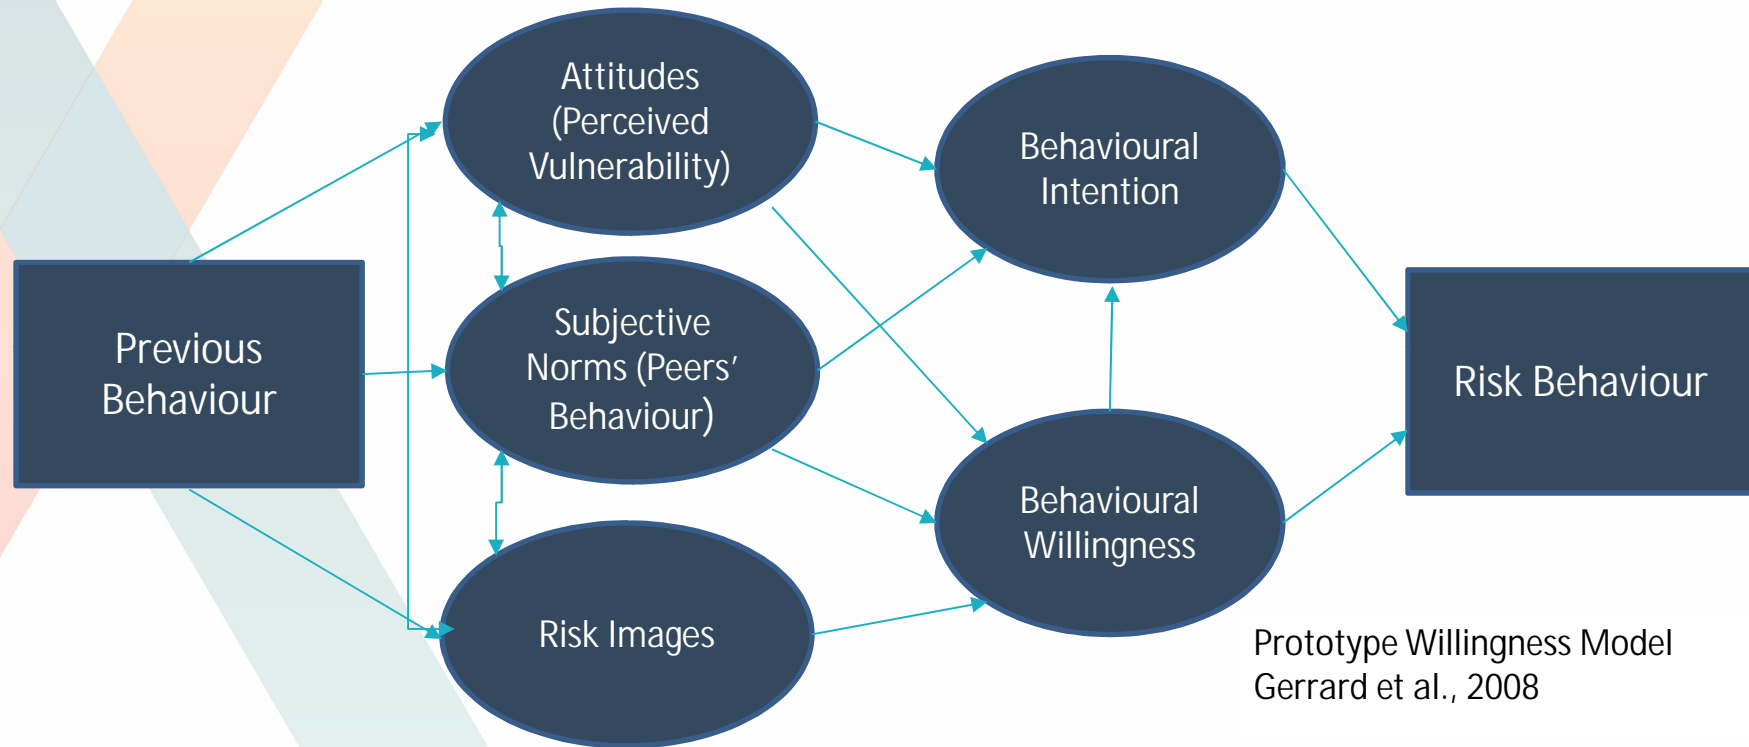 Attitudes
(Perceived
Vulnerability)
Behavioural
Intention
Previous
Behaviour
Subjective
Norms (Peers’
Behaviour)
Risk Behaviour
Behavioural
Willingness
Risk Images
Prototype Willingness Model
Gerrard et al., 2008